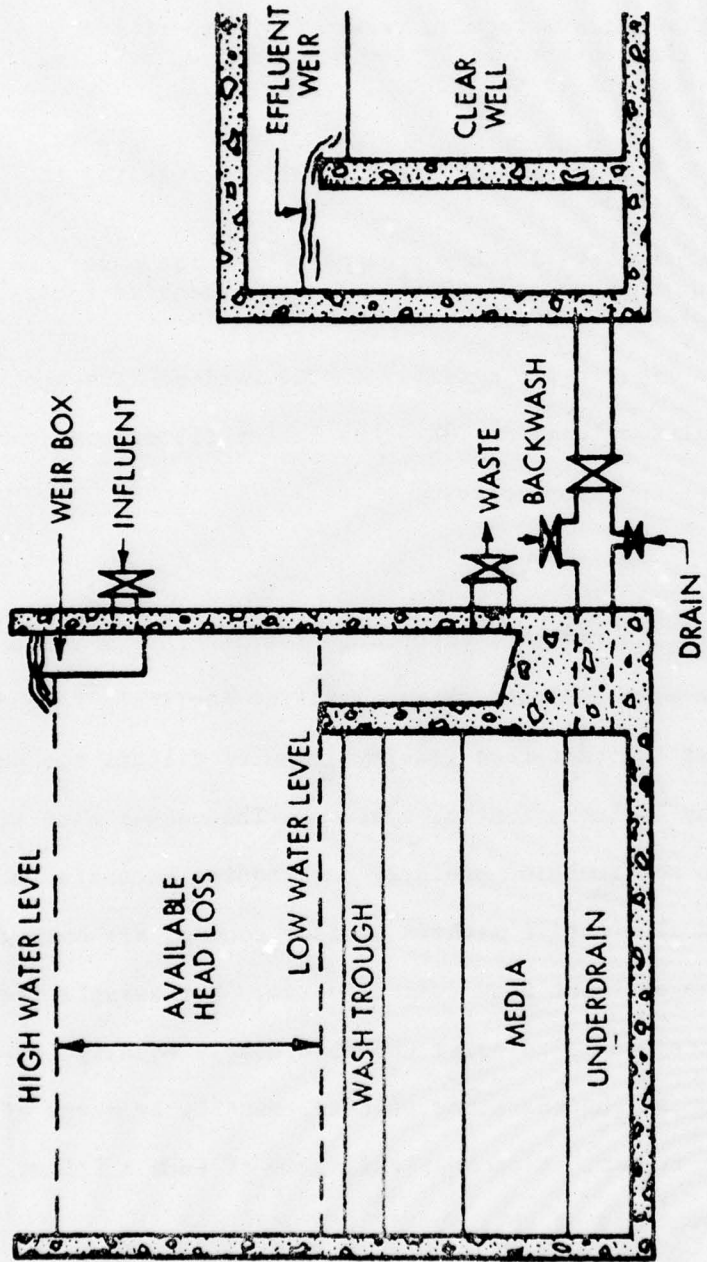 HIGH WATER LEVEL
WEIR BOX
INFLUENT
AVAILABLE
HEAD LOSS
LOW WATER LEVEL
WASH TROUGH
MEDIA
UNDERDRAIN
WASTE
BACKWASH
DRAIN
EFFLUENT
WEIR
CLEAR
WELL